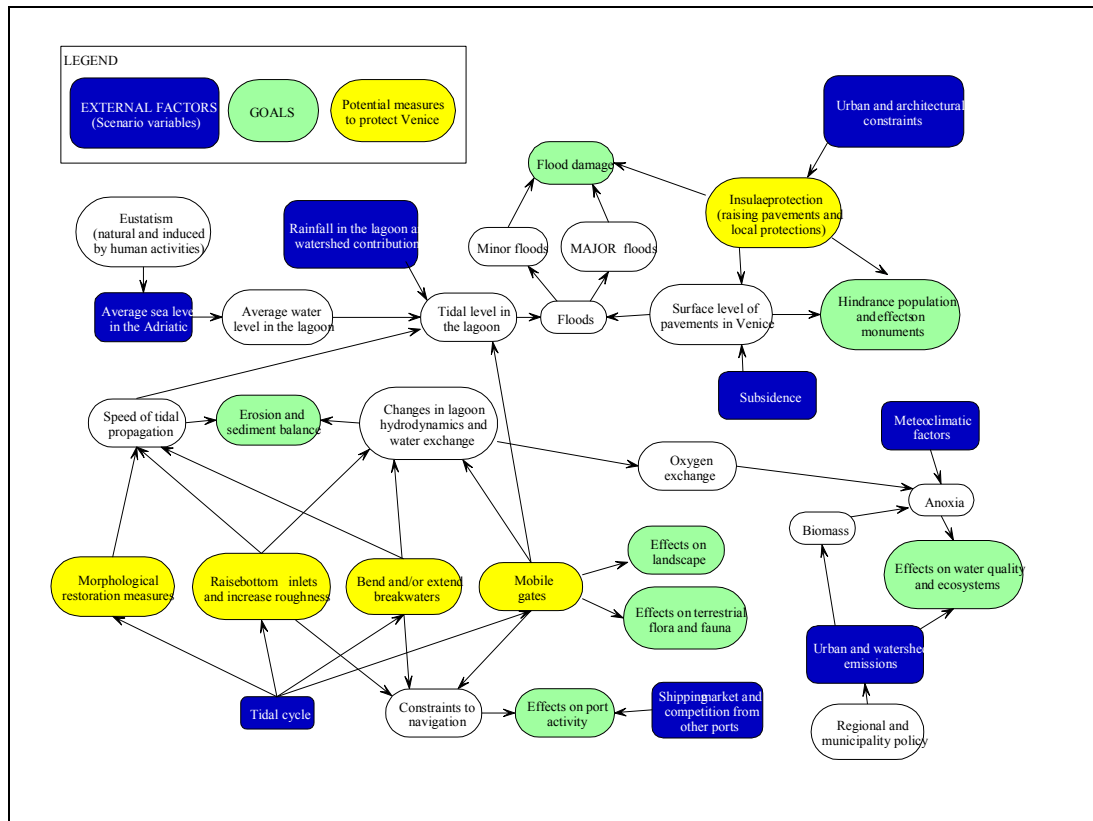 LEGEND
EXTERNAL FACTORS
(Scenario variables)
GOALS
Potential measures
to protect Venice
Urban and architectural
constraints
Flood damage
Insulaeprotection
(raising pavements and
local protections)
Eustatism
(natural and induced
by human activities)
Rainfall in the lagoon a
watershed contribution
Minor floods
MAJOR floods
Average sea leve
in the Adriatic
Average water
level in the lagoon
Tidal level in
the lagoon
Floods
Surface level of
pavements in Venice
Hindrance population
and effects on
monuments
Subsidence
Speed of tidal
propagation
Erosion and
sediment balance
Changes in lagoon
hydrodynamics and
water exchange
Meteoclimatic
factors
Oxygen
exchange
Anoxia
Biomass
Morphological
restoration measures
Raisebottom inlets
and increase roughness
Bend and/or extend
breakwaters
Mobile
gates
Effects on
landscape
Effects on water quality
and ecosystems
Effects on terrestrial
flora and fauna
Urban and watershed
emissions
Tidal cycle
Constraints to
navigation
Effects on port
activity
Shipping market and
competition from
other ports
Regional and
municipality policy